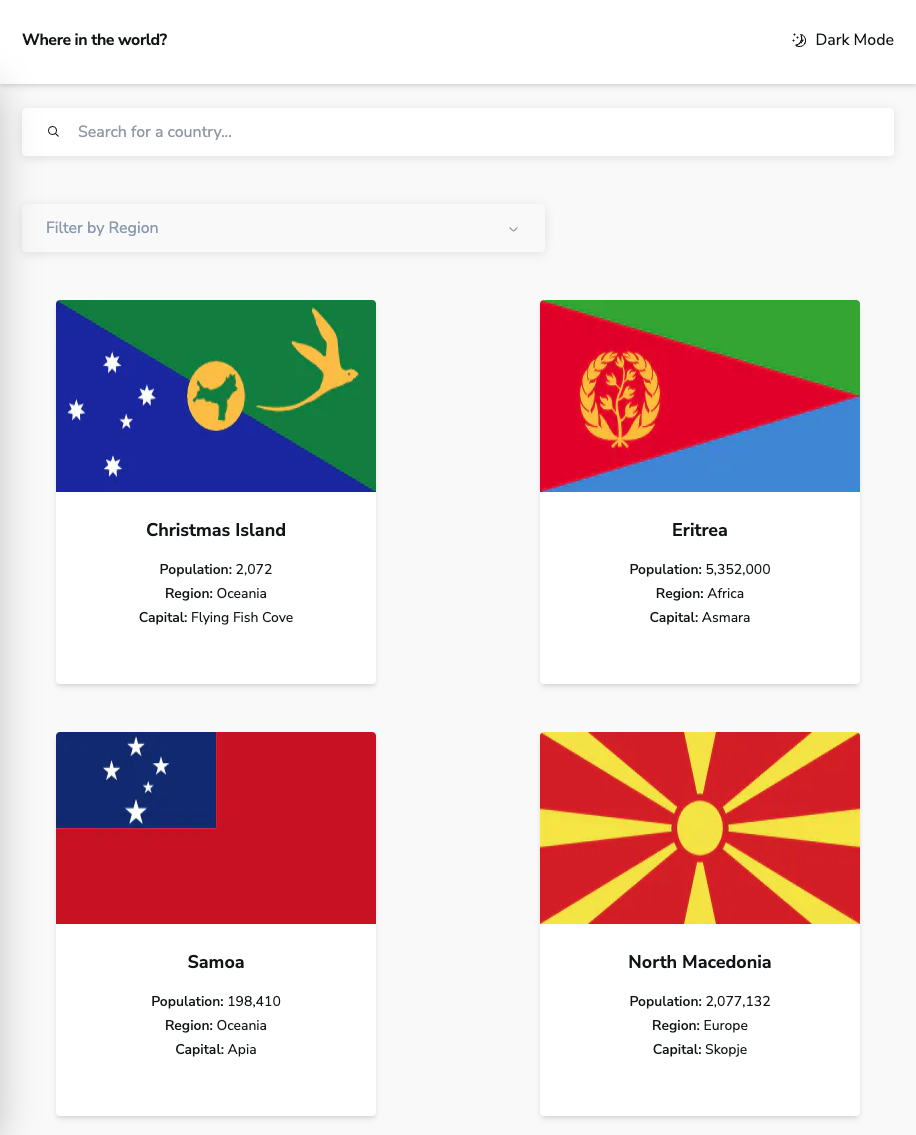 Where in the world?
Dark Mode
Search for a country...
Filter by Region
Christmas Island
Population: 2,072
Region: Oceania
Capital: Flying Fish Cove
Eritrea
Population: 5,352,000
Region: Africa
Capital: Asmara
Samoa
Population: 198,410
Region: Oceania
Capital: Apia
North Macedonia
Population: 2,077,132
Region: Europe
Capital: Skopje